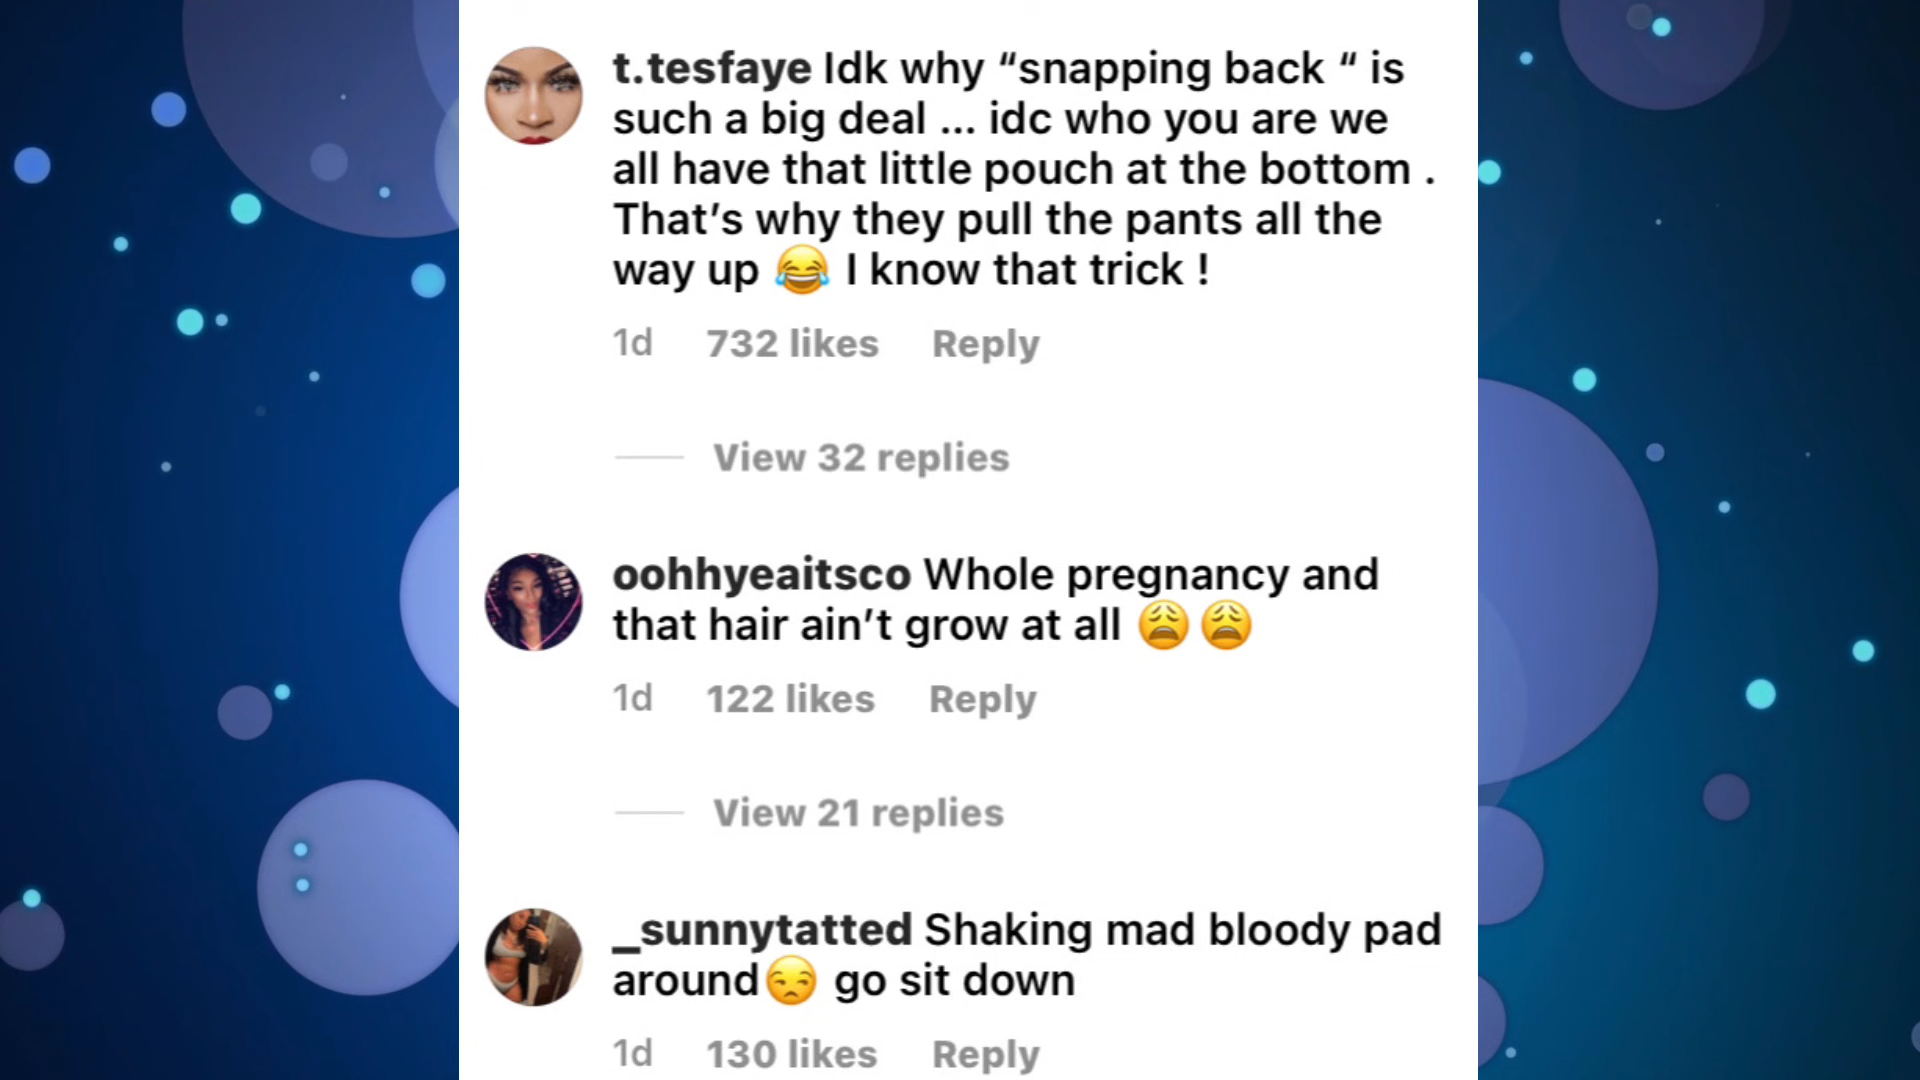 t.tesfaye Idk why “snapping back “ is
such a big deal ... idc who you are we
all have that little pouch at the bottom .
That’s why they pull the pants all the
way up 😂 I know that trick !
1d 732 likes Reply
View 32 replies
oohhyeaitsco Whole pregnancy and
that hair ain’t grow at all 😩 😩
1d 122 likes Reply
View 21 replies
_sunnytatted Shaking mad bloody pad
around😒 go sit down
1d 130 likes Reply